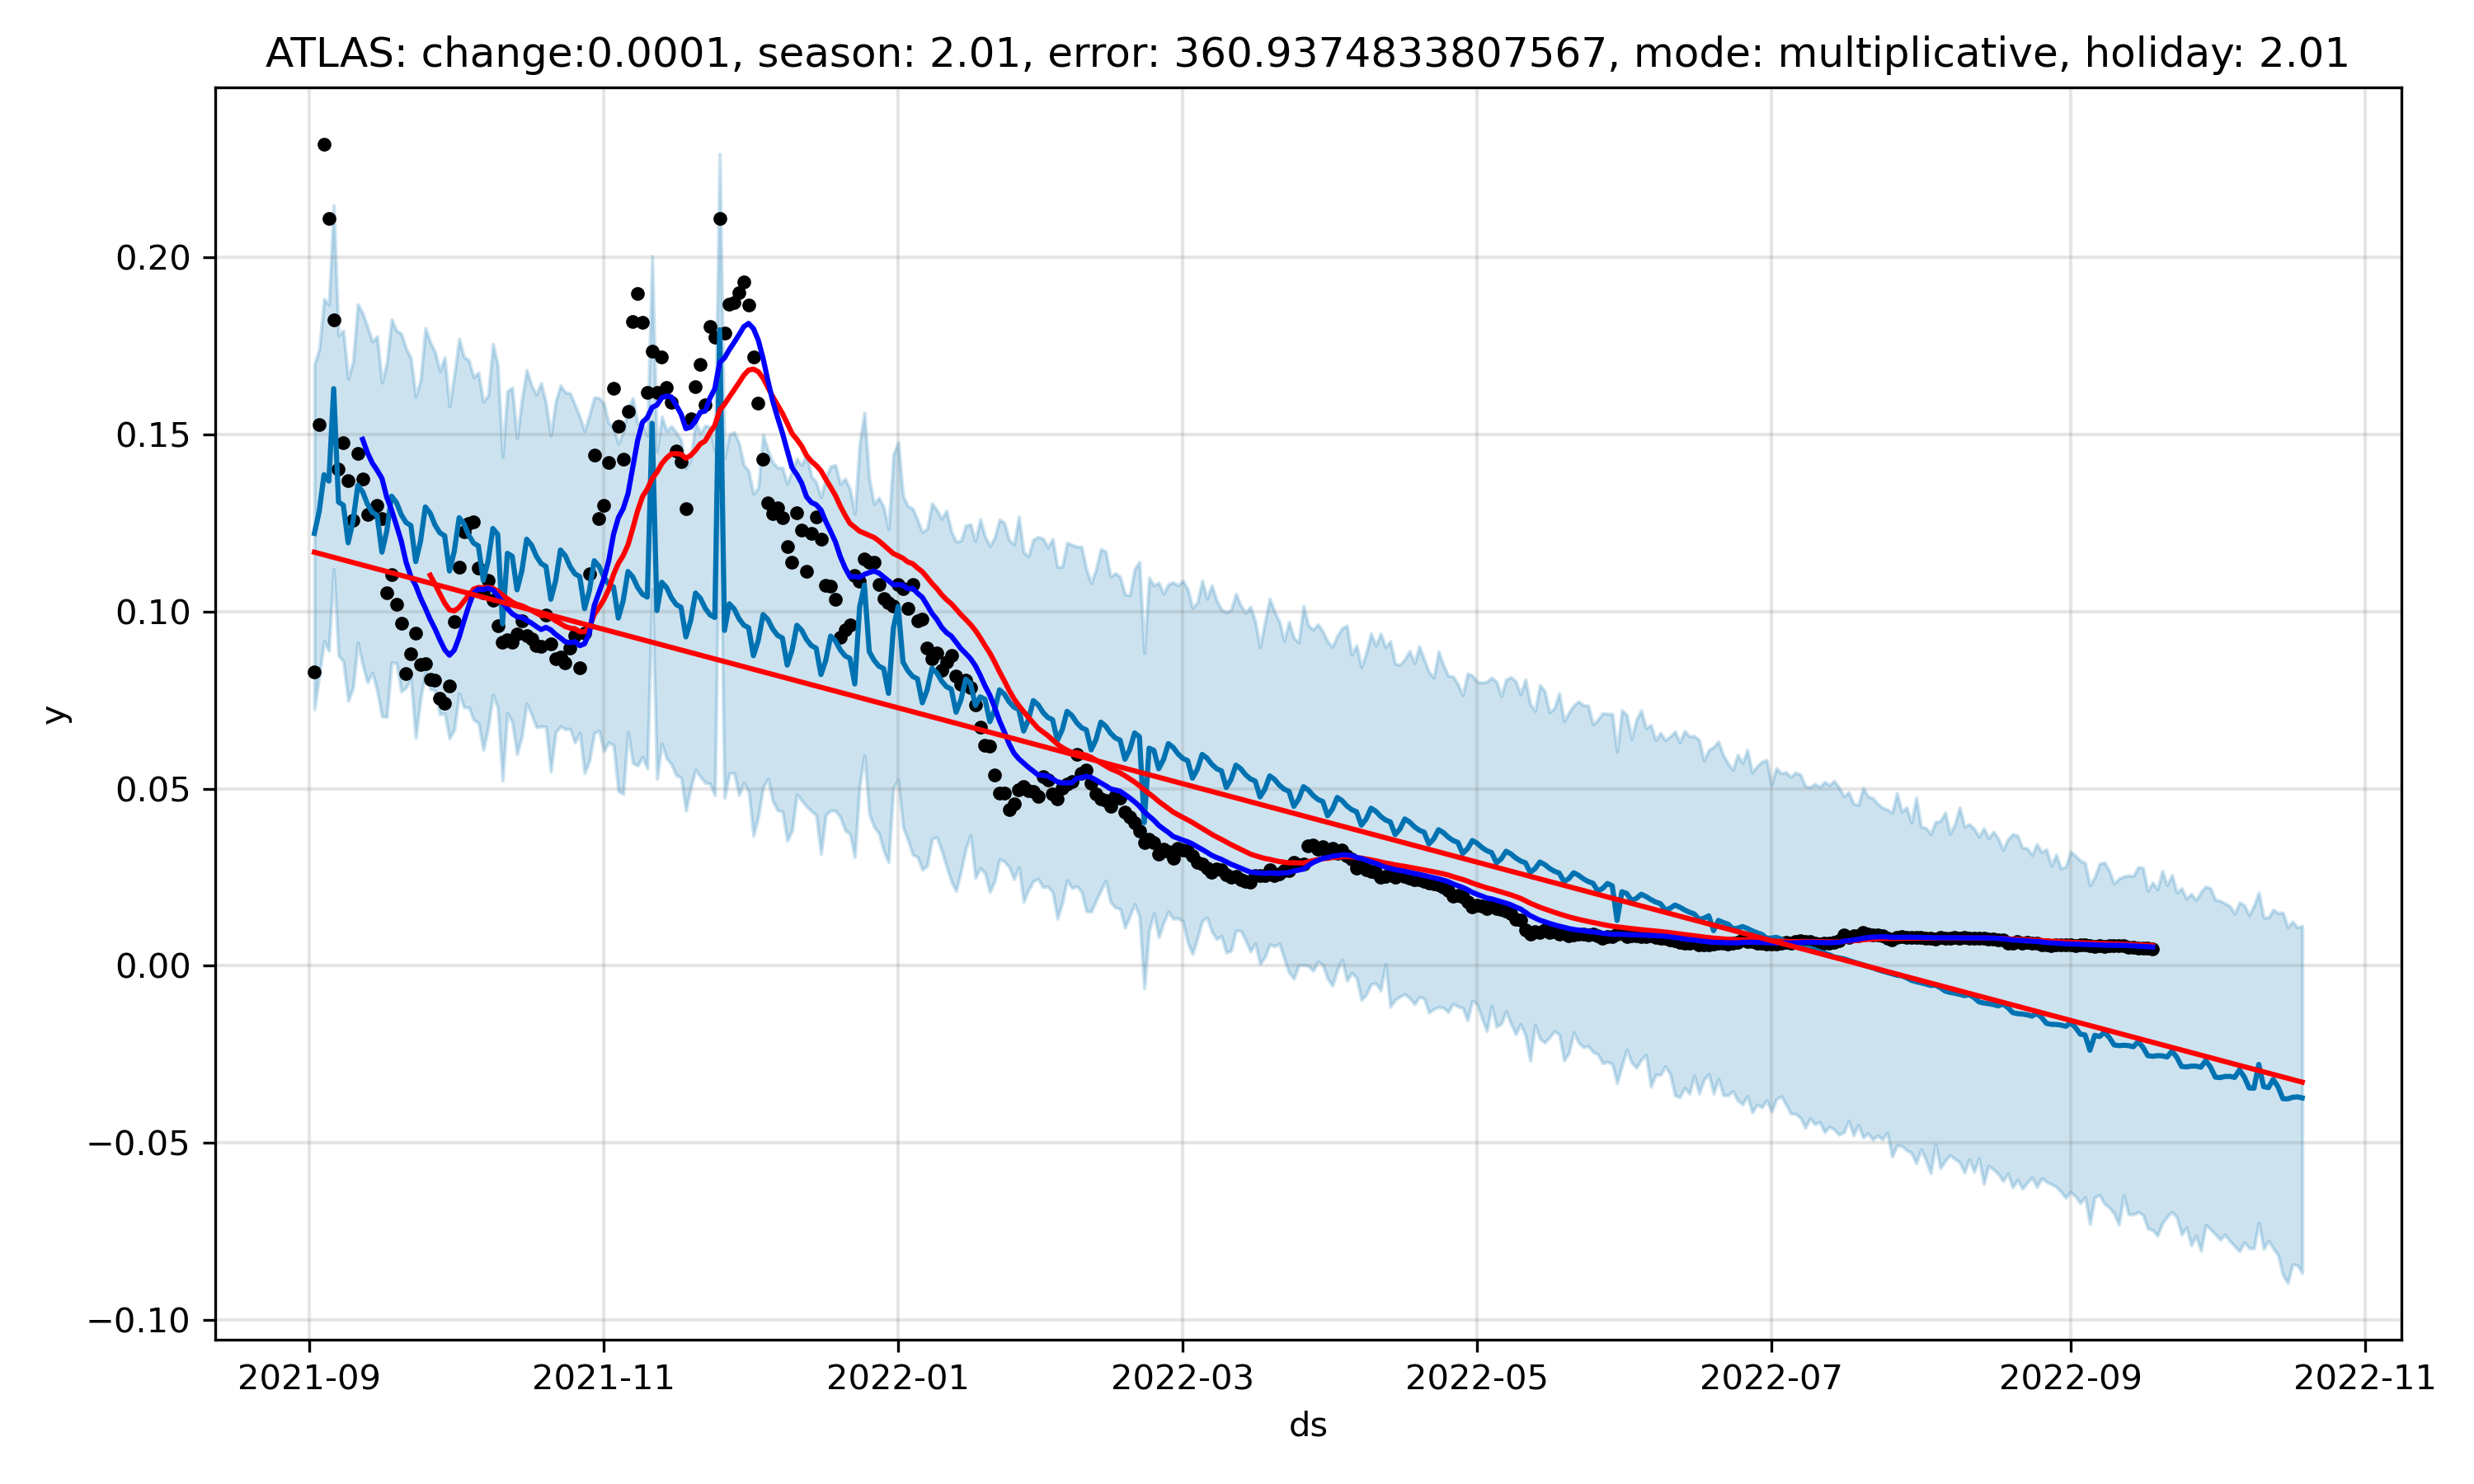 ATLAS: change:0.0001, season: 2.01, error: 360.9374833807567, mode: multiplicative, holiday: 2.01
0.20
0.15
0.10
0.05
0.00
−0.05
−0.10
y
2021-09 2021-11 2022-01 2022-03 2022-05 2022-07 2022-09 2022-11
ds